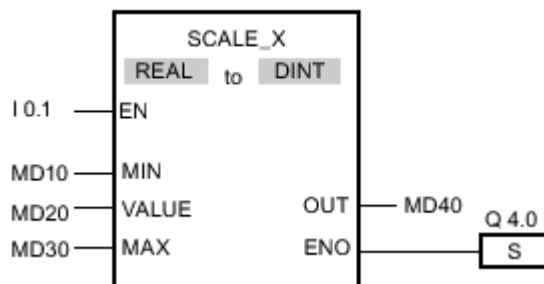 SCALE_X
REAL to DINT
I 0.1 EN
MD10 MIN
MD20 VALUE OUT MD40
Q 4.0
MD30 MAX ENO S